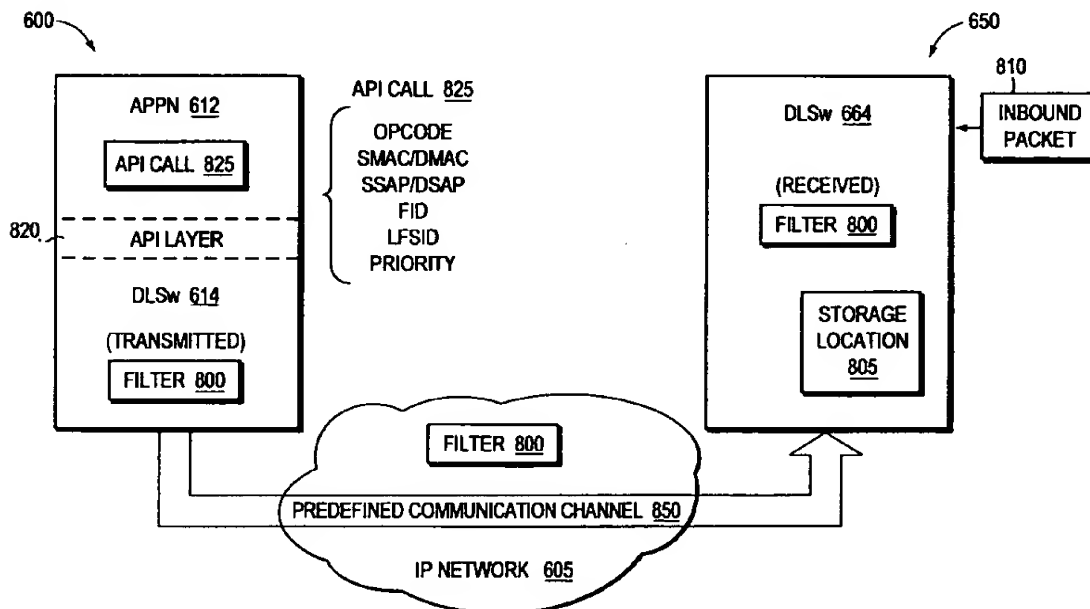 600
APPN 612
API CALL 825
820
API LAYER
DLSw 614
(TRANSMITTED)
FILTER 800
API CALL 825
OPCODE
SMAC/DMAC
SSAP/DSAP
FID
LFSID
PRIORITY
650
DLSw 664
(RECEIVED)
FILTER 800
STORAGE
LOCATION
805
810
INBOUND
PACKET
FILTER 800
PREDEFINED COMMUNICATION CHANNEL 850
IP NETWORK 605